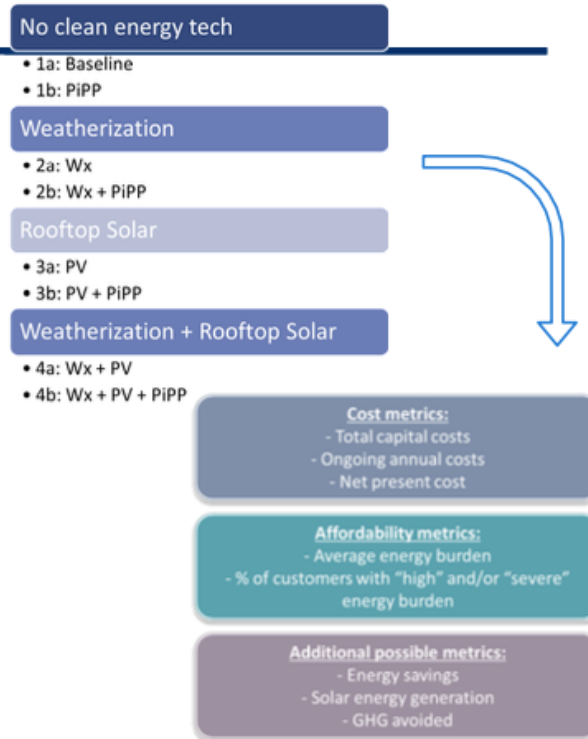 No clean energy tech
• 1a: Baseline
• 1b: PiPP
Weatherization
• 2a: Wx
• 2b: Wx + PiPP
Rooftop Solar
• 3a: PV
• 3b: PV + PiPP
Weatherization + Rooftop Solar
• 4a: Wx + PV
• 4b: Wx + PV + PiPP
Cost metrics:
- Total capital costs
- Ongoing annual costs
- Net present cost
Affordability metrics:
- Average energy burden
- % of customers with “high” and/or “severe”
energy burden
Additional possible metrics:
- Energy savings
- Solar energy generation
- GHG avoided